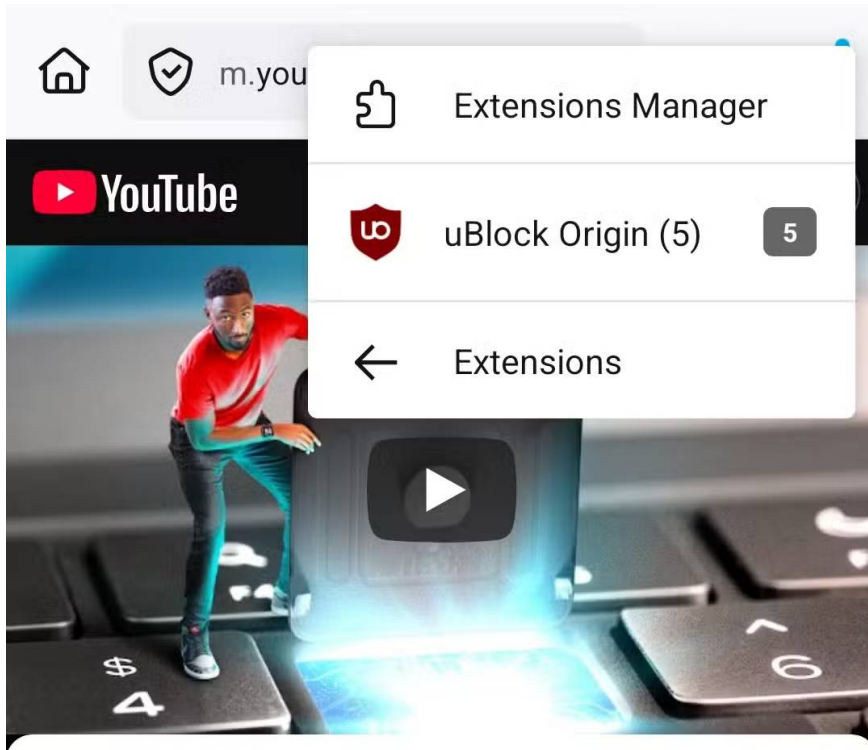 m.you
Extensions Manager
YouTube
uBlock Origin (5)
5
Extensions
$
4
^
6